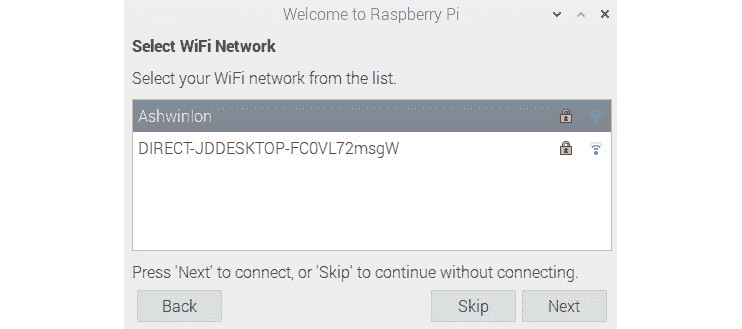 Welcome to Raspberry Pi
Select WiFi Network
Select your WiFi network from the list.
AshwinIon
DIRECT-JDDESKTOP-FC0VL72msgW
Press 'Next' to connect, or 'Skip' to continue without connecting.
Back Skip Next